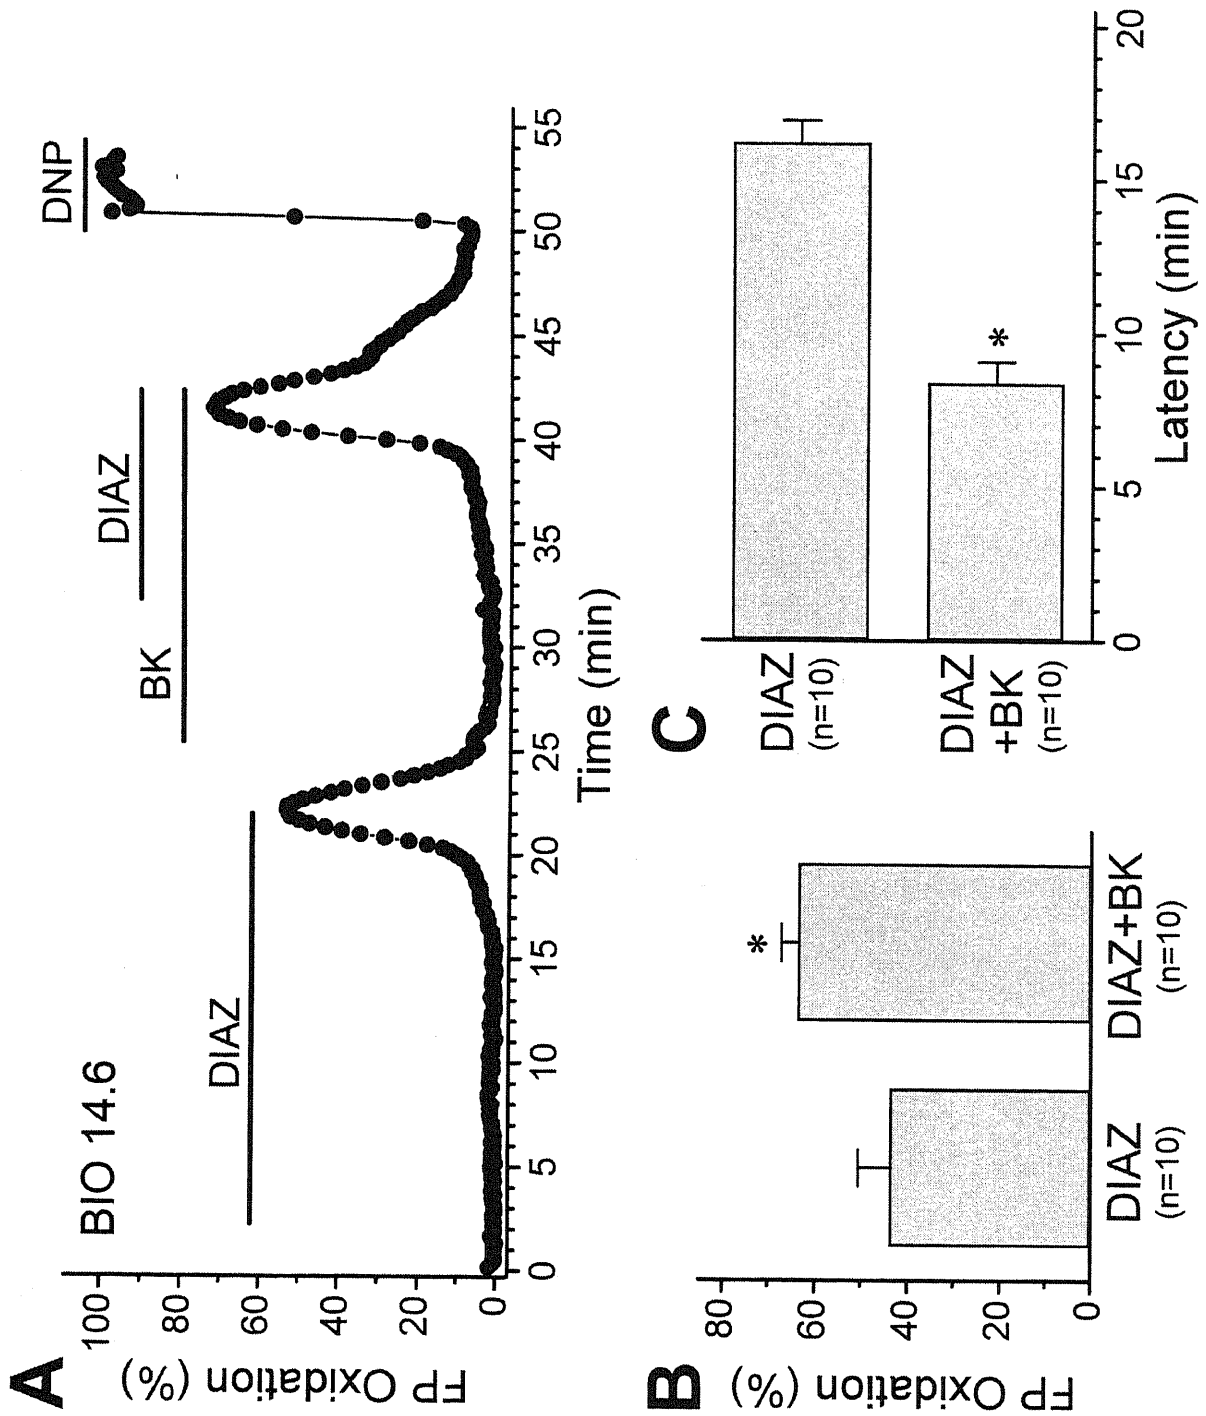 A
BIO 14.6
FP Oxidation (%)
100
80
60
40
20
0
DIAZ
BK
DIAZ
DNP
0 5 10 15 20 25 30 35 40 45 50 55
Time (min)
B
FP Oxidation (%)
80
60
40
20
0
*
DIAZ
(n=10)
DIAZ+BK
(n=10)
C
DIAZ
(n=10)
DIAZ
+BK
(n=10)
*
0 5 10 15 20
Latency (min)